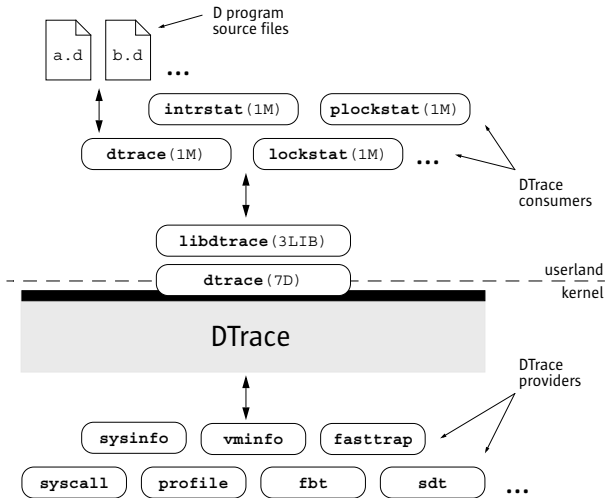 D program
source files
a.d b.d ...
intrstat(1M) plockstat(1M)
dtrace(1M) lockstat(1M) ...
DTrace
consumers
libdtrace(3LIB)
dtrace(7D)
userland
kernel
DTrace
DTrace
providers
sysinfo vminfo fasttrap
syscall profile fbt sdt ...